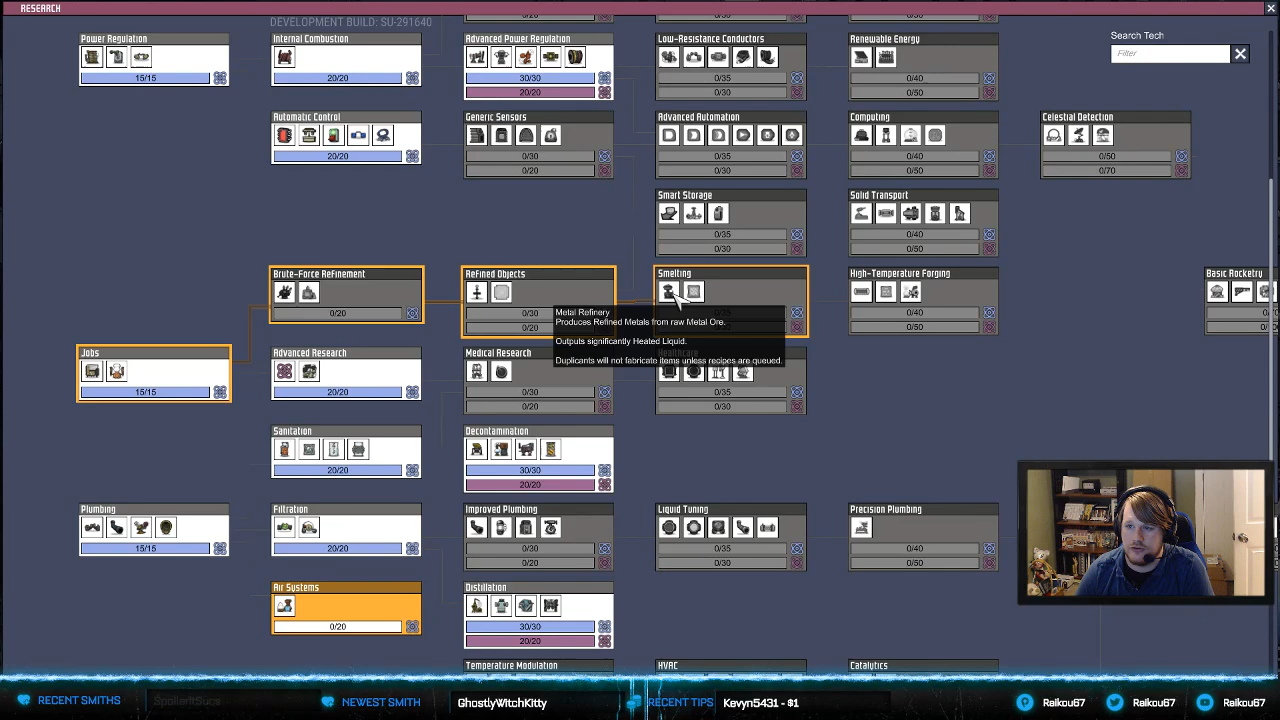 RESEARCH
DEVELOPMENT BUILD: SU-291640
Search Tech
Filter
Power Regulation
15/15
Internal Combustion
20/20
Advanced Power Regulation
30/30
20/20
Low-Resistance Conductors
0/35
0/30
Renewable Energy
0/40
0/50
Automatic Control
20/20
Generic Sensors
0/30
0/20
Advanced Automation
0/35
0/30
Computing
0/40
0/50
Celestial Detection
0/50
0/70
Smart Storage
0/35
0/30
Solid Transport
0/40
0/50
Brute-Force Refinement
0/20
Refined Objects
0/30
0/20
Smelting
High-Temperature Forging
0/40
0/50
Basic Rocketry
Metal Refinery
Produces Refined Metals from raw Metal Ore.
Outputs significantly Heated Liquid.
Duplicants will not fabricate items unless recipes are queued.
Jobs
15/15
Advanced Research
20/20
Medical Research
0/30
0/20
Healthcare
0/35
0/30
Sanitation
20/20
Decontamination
30/30
20/20
Plumbing
15/15
Filtration
20/20
Improved Plumbing
0/30
0/20
Liquid Tuning
0/35
0/30
Precision Plumbing
0/40
0/50
Air Systems
0/20
Distillation
30/30
20/20
Temperature Modulation
HVAC
Catalytics
RECENT SMITHS
SpoilerItSucs
NEWEST SMITH
GhostlyWitchKitty
RECENT TIPS
Kevyn5431 - $1
Raikou67
Raikou67
Raikou67